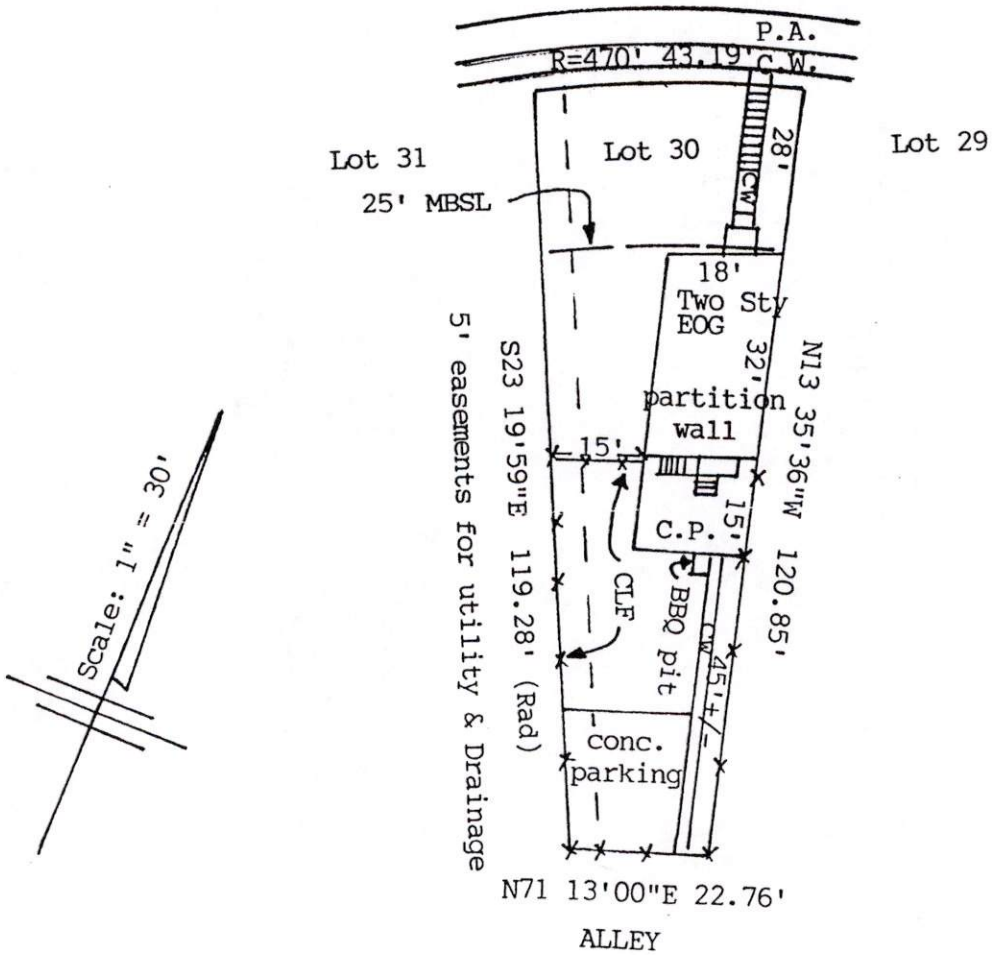 P.A.
R=470' 43.19' C.W.
Lot 31
Lot 30
28'
Lot 29
25' MBSL
CW
18'
Two Sty
EOG
32'
partition
wall
N13 35'36"W 120.85'
S23 19'59"E 119.28' (Rad)
5' easements for utility & Drainage
15'
15'
C.P.
CLF
BBQ pit
CW 45'+/-
Scale: 1" = 30'
conc.
parking
N71 13'00"E 22.76'
ALLEY